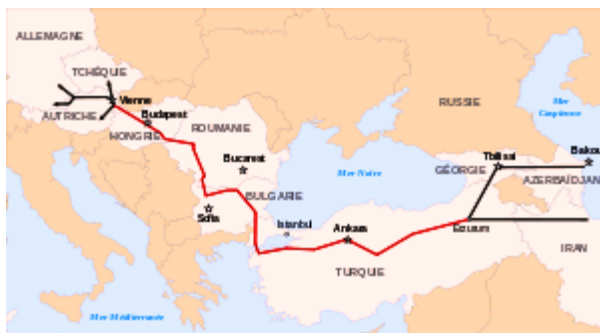 ALLEMAGNE
TCHÉQUIE
Vienne
AUTRICHE
Budapest
HONGRIE
ROUMANIE
RUSSIE
Mer
Caspienne
Bucarest
Mer Noire
Tbilissi
Bakou
GÉORGIE
AZERBAÏDJAN
BULGARIE
Sofia
Istanbul
Ankara
Erzurum
IRAN
TURQUIE
Mer Méditerranée